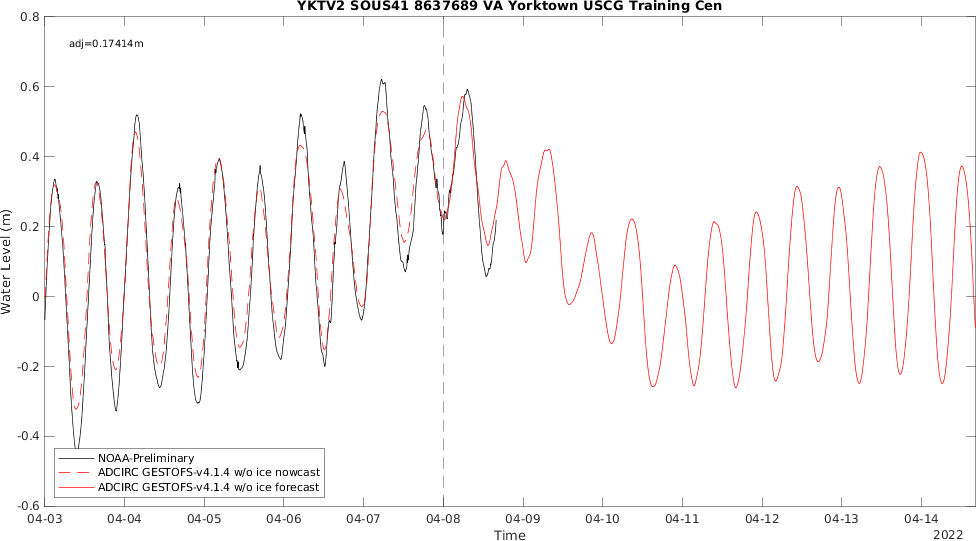 YKTV2 SOUS41 8637689 VA Yorktown USCG Training Cen
adj=0.17414m
0.8
0.6
0.4
0.2
0
-0.2
-0.4
-0.6
Water Level (m)
NOAA-Preliminary
ADCIRC GESTOFS-v4.1.4 w/o ice nowcast
ADCIRC GESTOFS-v4.1.4 w/o ice forecast
04-03 04-04 04-05 04-06 04-07 04-08 04-09 04-10 04-11 04-12 04-13 04-14
Time
2022